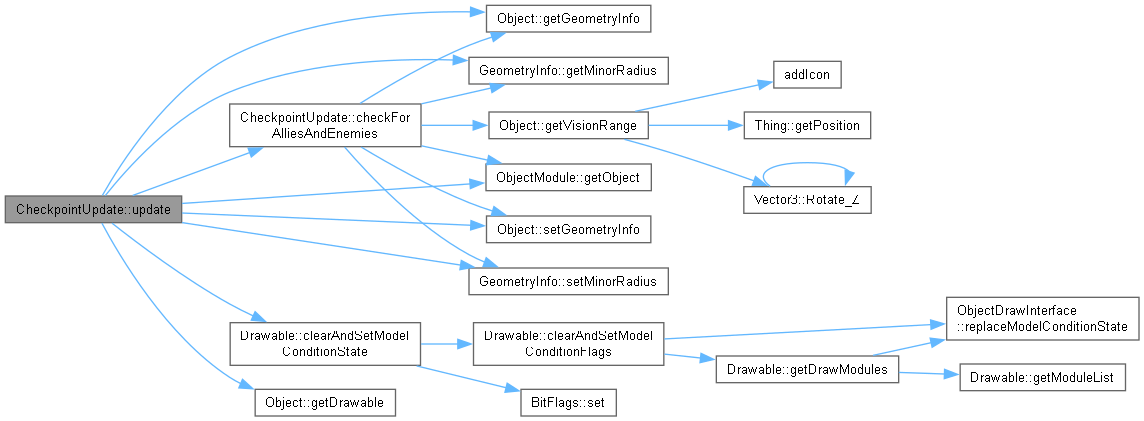 Object::getGeometryInfo
GeometryInfo::getMinorRadius
addIcon
CheckpointUpdate::checkFor
AlliesAndEnemies
Object::getVisionRange
Thing::getPosition
ObjectModule::getObject
Vector3::Rotate_Z
CheckpointUpdate::update
Object::setGeometryInfo
GeometryInfo::setMinorRadius
Drawable::clearAndSetModel
ConditionState
Drawable::clearAndSetModel
ConditionFlags
ObjectDrawInterface
::replaceModelConditionState
Drawable::getDrawModules
Drawable::getModuleList
Object::getDrawable
BitFlags::set